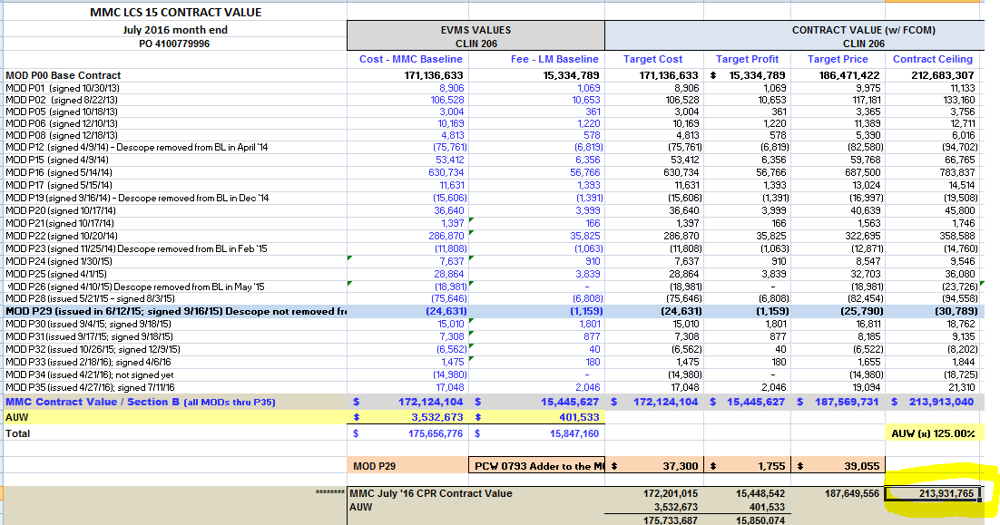 MMC LCS 15 CONTRACT VALUE
July 2016 month end EVMS VALUES CONTRACT VALUE (w/ FCOM)
PO 4100779996 CLIN 206 CLIN 206
Cost - MMC Baseline Fee - LM Baseline Target Cost Target Profit Target Price Contract Ceiling
MOD P00 Base Contract 171,136,633 15,334,789 171,136,633 $ 15,334,789 186,471,422 212,683,307
MOD P01 (signed 10/30/13) 8,906 1,069 8,906 1,069 9,975 11,133
MOD P02 (signed 8/22/13) 106,528 10,653 106,528 10,653 117,181 133,160
MOD P05 (signed 10/18/13) 3,004 361 3,004 361 3,365 3,756
MOD P06 (signed 12/10/13) 10,169 1,220 10,169 1,220 11,389 12,711
MOD P08 (signed 12/18/13) 4,813 578 4,813 578 5,390 6,016
MOD P12 (signed 4/9/14) - Descope removed from BL in April '14 (75,761) (6,819) (75,761) (6,819) (82,580) (94,702)
MOD P15 (signed 4/9/14) 53,412 6,356 53,412 6,356 59,768 66,765
MOD P16 (signed 5/14/14) 630,734 56,766 630,734 56,766 687,500 783,837
MOD P17 (signed 5/15/14) 11,631 1,393 11,631 1,393 13,024 14,514
MOD P19 (signed 9/16/14) - Descope removed from BL in Dec '14 (15,606) (1,391) (15,606) (1,391) (16,997) (19,508)
MOD P20 (signed 10/17/14) 36,640 3,999 36,640 3,999 40,639 45,800
MOD P21 (signed 10/17/14) 1,397 166 1,397 166 1,563 1,746
MOD P22 (signed 10/20/14) 286,870 35,825 286,870 35,825 322,695 358,588
MOD P23 (signed 11/25/14) Descope removed from BL in Feb '15 (11,808) (1,063) (11,808) (1,063) (12,871) (14,760)
MOD P24 (signed 1/30/15) 7,637 910 7,637 910 8,547 9,546
MOD P25 (signed 4/1/15) 28,864 3,839 28,864 3,839 32,703 36,080
MOD P26 (signed 4/10/15) Descope removed from BL in May '15 (18,981) - (18,981) - (18,981) (23,726)
MOD P28 (issued 5/21/15 - signed 8/3/15) (75,646) (6,808) (75,646) (6,808) (82,454) (94,558)
MOD P29 (issued in 6/12/15; signed 9/16/15) Descope not removed fr (24,631) (1,159) (24,631) (1,159) (25,790) (30,789)
MOD P30 (issued 9/4/15; signed 9/18/15) 15,010 1,801 15,010 1,801 16,811 18,762
MOD P31 (issued 9/17/15; signed 9/18/15) 7,308 877 7,308 877 8,185 9,135
MOD P32 (issued 10/26/15; signed 12/9/15) (6,562) 40 (6,562) 40 (6,522) (8,202)
MOD P33 (issued 2/18/16); signed 4/6/16 1,475 180 1,475 180 1,655 1,844
MOD P34 (issued 4/21/16); not signed yet (14,980) - (14,980) - (14,980) (18,725)
MOD P35 (issued 4/27/16); signed 7/11/16 17,048 2,046 17,048 2,046 19,094 21,310
MMC Contract Value / Section B (all MODs thru P35) $ 172,124,104 $ 15,445,627 $ 172,124,104 $ 15,445,627 $ 187,569,731 $ 213,913,040
AUW $ 3,532,673 $ 401,533
Total $ 175,656,776 $ 15,847,160 AUW (x) 125.00%
MOD P29 PCW 0793 Adder to the M $ 37,300 $ 1,755 $ 39,055
******** MMC July '16 CPR Contract Value 172,201,015 15,448,542 187,649,556 213,931,765
AUW 3,532,673 401,533
175,733,687 15,850,074